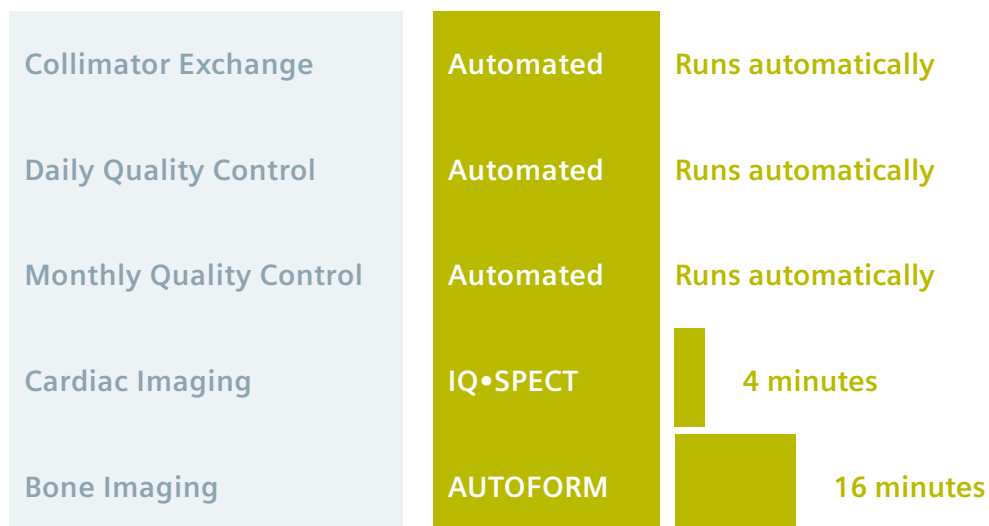 Collimator Exchange Automated Runs automatically
Daily Quality Control Automated Runs automatically
Monthly Quality Control Automated Runs automatically
Cardiac Imaging IQ•SPECT 4 minutes
Bone Imaging AUTOFORM 16 minutes